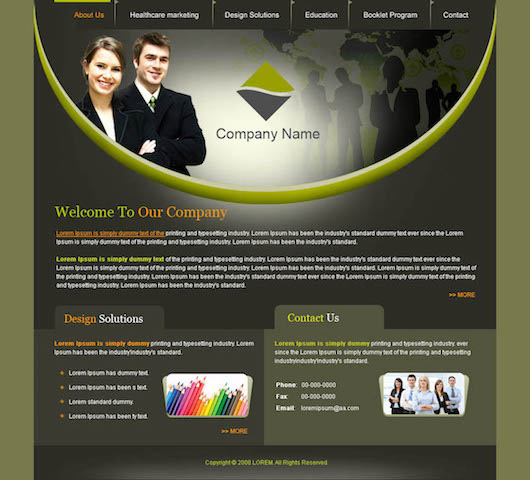 About Us Healthcare marketing Design Solutions Education Booklet Program Contact
Company Name
Welcome To Our Company
Lorem Ipsum is simply dummy text of the printing and typesetting industry. Lorem Ipsum has been the industry's standard dummy text ever since the Lorem
Ipsum is simply dummy text of the printing and typesetting industry. Lorem Ipsum has been the industry's standard.
Lorem Ipsum is simply dummy text of the printing and typesetting industry. Lorem Ipsum has been the industry's standard dummy text
ever since the Lorem Ipsum is simply dummy text of the printing and typesetting industry. Lorem Ipsum has been the industry's standard. Lorem Ipsum is simply dummy text of
the printing and typesetting industry. Lorem Ipsum has been the industry's standard dummy text ever since the Lorem Ipsum is simply dummy text of the printing and
typesetting industry. Lorem Ipsum has been the industry's standard.
>> MORE
Design Solutions
Lorem Ipsum is simply dummy printing and typesetting industry.
Lorem Ipsum has been the industry\industry's standard.
Lorem Ipsum has dummy text.
Lorem Ipsum has been s text.
Lorem standard dummy.
Lorem Ipsum has been ty text.
>> MORE
Contact Us
Lorem Ipsum is simply dummy printing and typesetting industry. ever
since the Lorem Ipsum has been the industry\industry's standard.
Phone: 00-000-0000
Fax: 00-000-0000
Email: loremipsum@aa.com
Copyright © 2008 LOREM. All Rights Reserved.